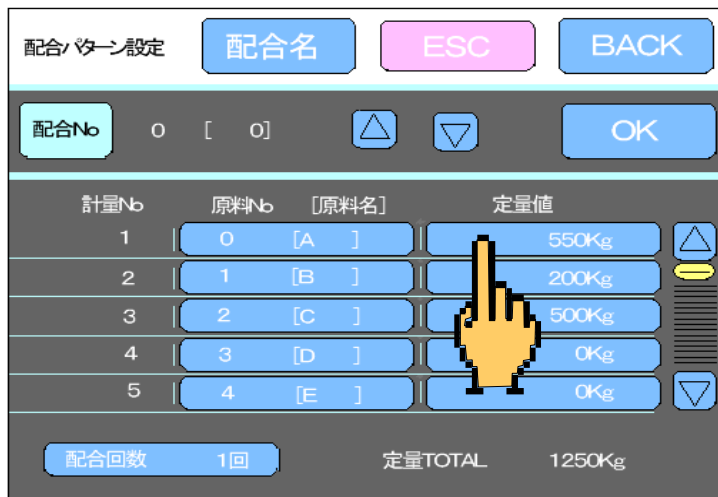 配合パターン設定 配合名 ESC BACK
配合No 0 [ 0] OK
計量No 原料No [原料名] 定量値
1 0 [A ] 550Kg
2 1 [B ] 200Kg
3 2 [C ] 500Kg
4 3 [D ] 0Kg
5 4 [E ] 0Kg
配合回数 1回 定量TOTAL 1250Kg